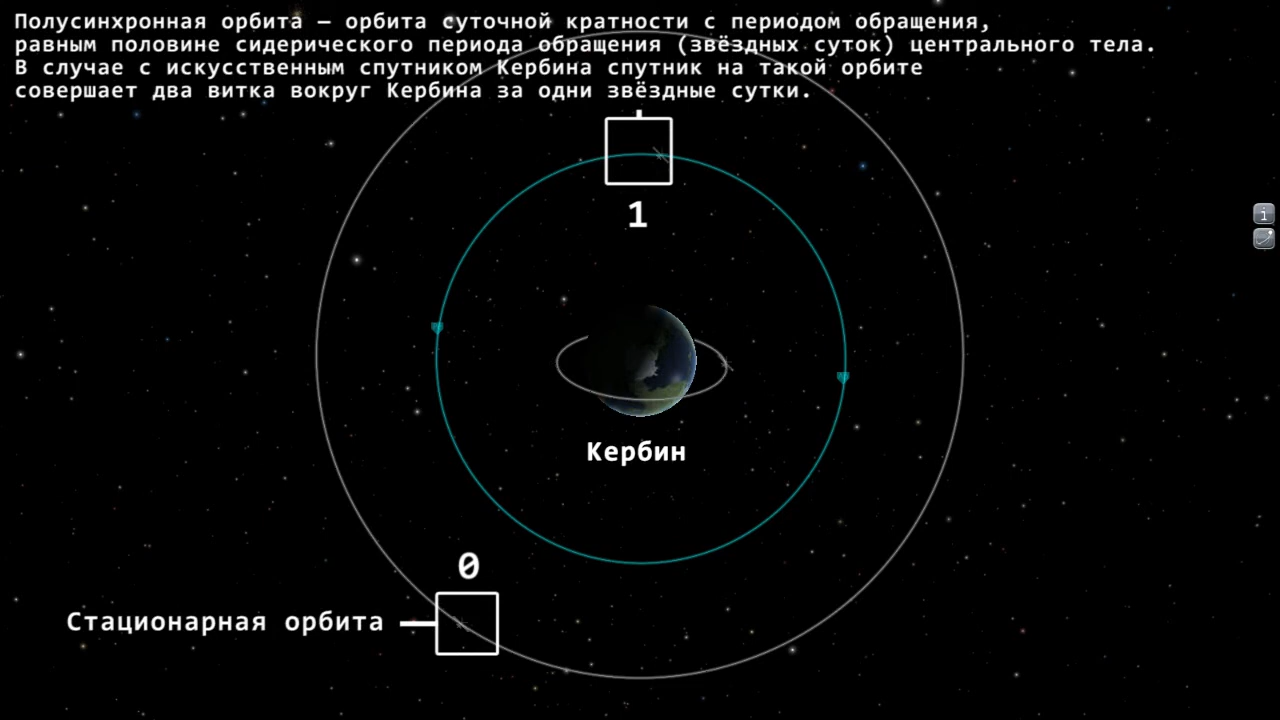 Полусинхронная орбита — орбита суточной кратности с периодом обращения,
равным половине сидерического периода обращения (звёздных суток) центрального тела.
В случае с искусственным спутником Кербина спутник на такой орбите
совершает два витка вокруг Кербина за одни звёздные сутки.
1
i
Кербин
0
Стационарная орбита